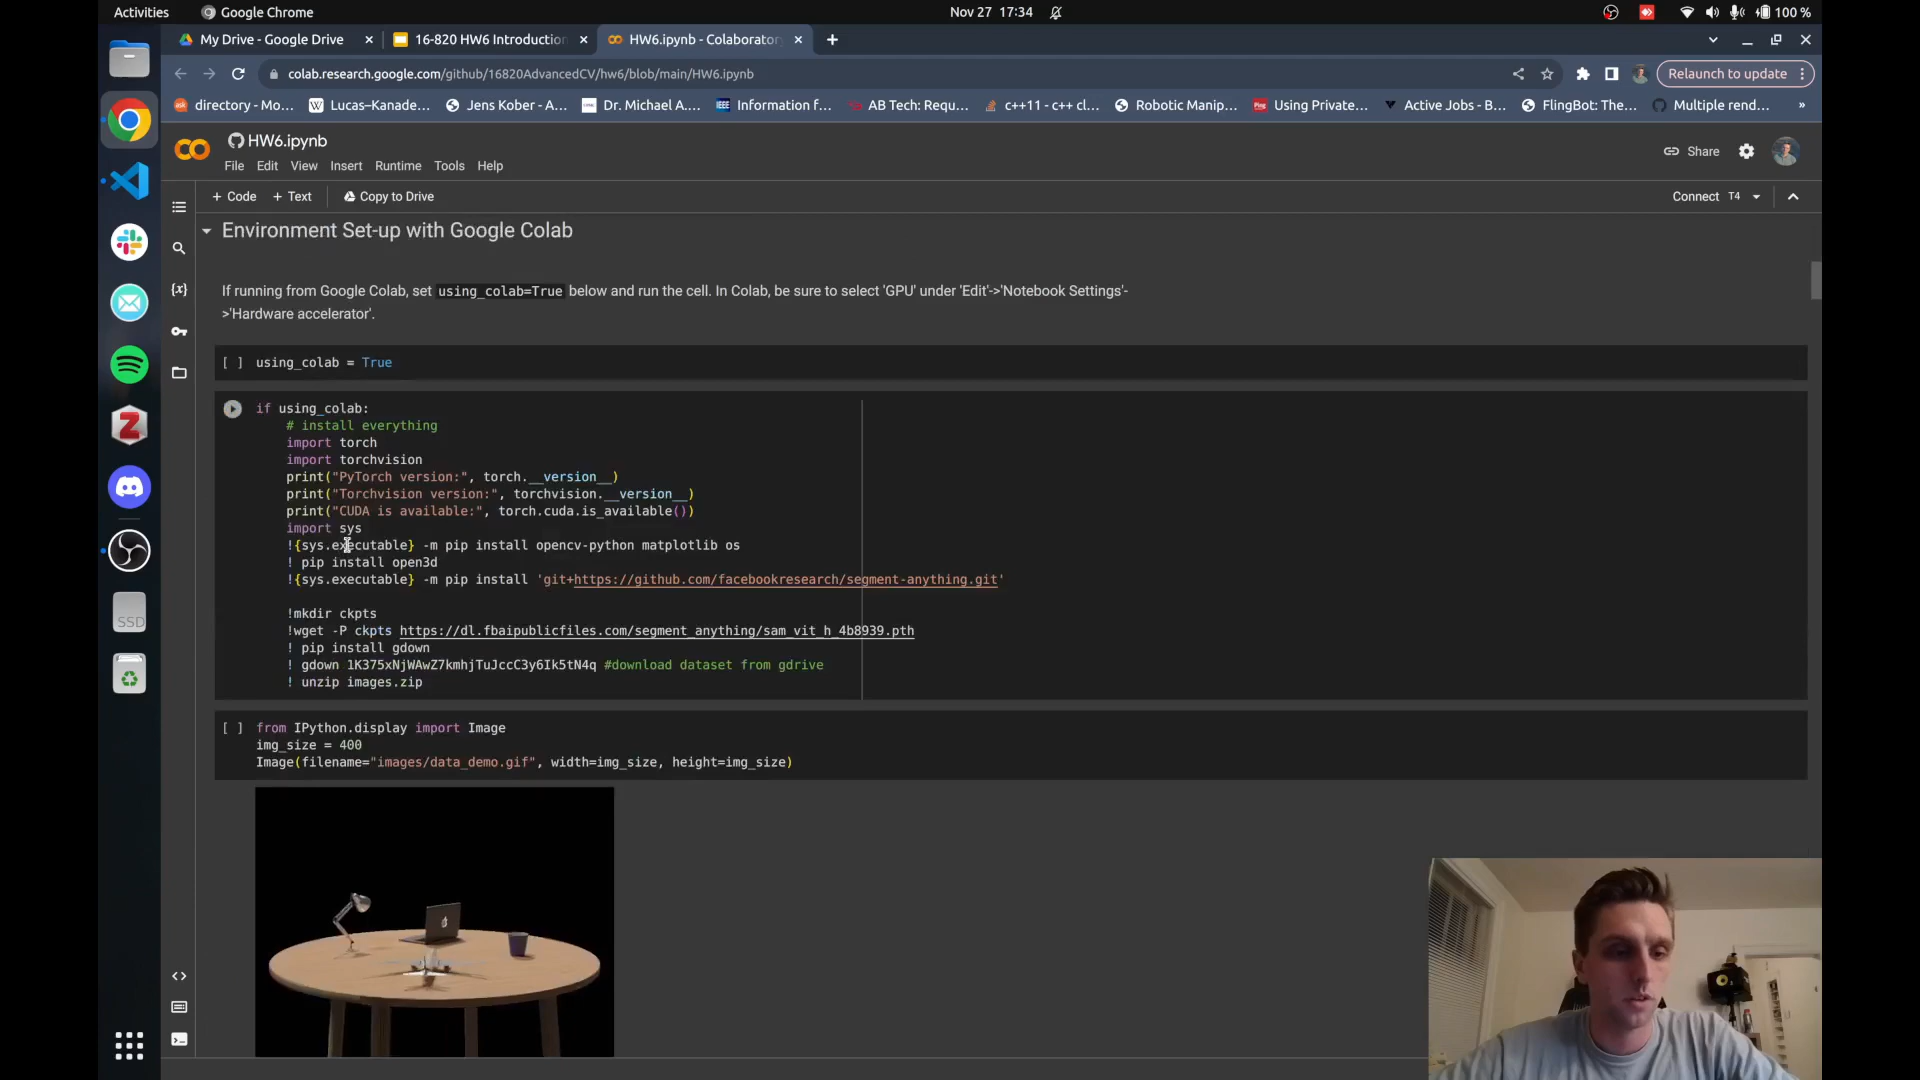 Activities
Google Chrome
Nov 27 17:34
100 %
My Drive - Google Drive
16-820 HW6 Introduction
HW6.ipynb - Colaboratory
colab.research.google.com/github/16820AdvancedCV/hw6/blob/main/HW6.ipynb
Relaunch to update
directory - Mo...
Lucas–Kanade...
Jens Kober - A...
Dr. Michael A....
Information f...
AB Tech: Requ...
c++11 - c++ cl...
Robotic Manip...
Using Private...
Active Jobs - B...
FlingBot: The...
Multiple rend...
»
HW6.ipynb
File Edit View Insert Runtime Tools Help
Share
+ Code + Text
Copy to Drive
Connect T4
Environment Set-up with Google Colab
If running from Google Colab, set using_colab=True below and run the cell. In Colab, be sure to select 'GPU' under 'Edit'->'Notebook Settings'-
>'Hardware accelerator'.
[ ] using_colab = True
if using_colab:
# install everything
import torch
import torchvision
print("PyTorch version:", torch.__version__)
print("Torchvision version:", torchvision.__version__)
print("CUDA is available:", torch.cuda.is_available())
import sys
!{sys.executable} -m pip install opencv-python matplotlib os
! pip install open3d
!{sys.executable} -m pip install 'git+https://github.com/facebookresearch/segment-anything.git'
!mkdir ckpts
!wget -P ckpts https://dl.fbaipublicfiles.com/segment_anything/sam_vit_h_4b8939.pth
! pip install gdown
! gdown 1K375xNjWAwZ7kmhjTuJccC3y6Ik5tN4q #download dataset from gdrive
! unzip images.zip
[ ] from IPython.display import Image
img_size = 400
Image(filename="images/data_demo.gif", width=img_size, height=img_size)
{x}
SSD